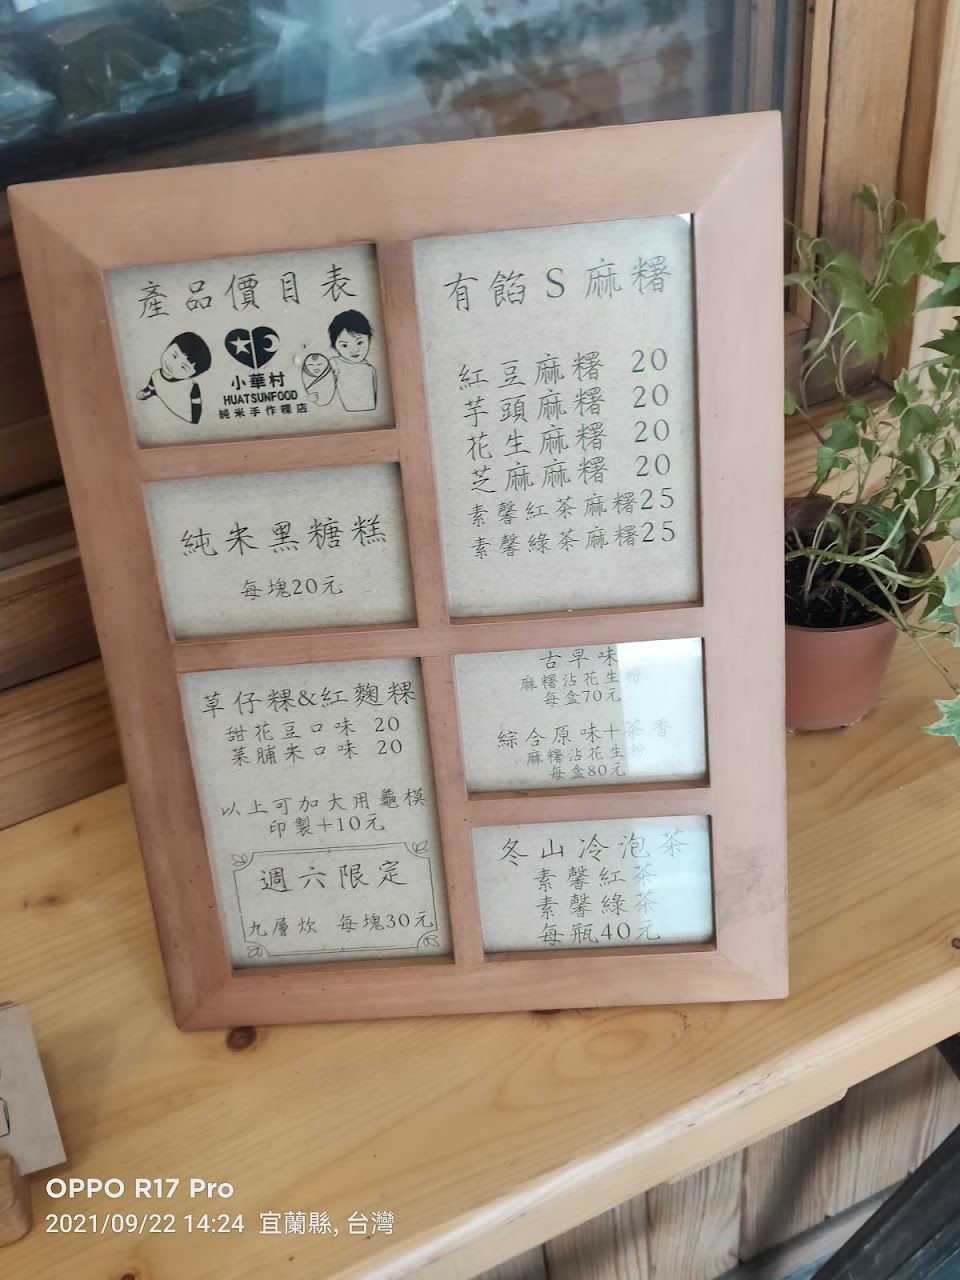 產品價目表
小華村
HUATSUNFOOD
純米手作粿店
純米黑糖糕
每塊20元
草仔粿&紅麴粿
甜花豆口味 20
菜脯米口味 20
以上可加大用龜模
印製+10元
週六限定
九層炊 每塊30元
有餡S麻糬
紅豆麻糬 20
芋頭麻糬 20
花生麻糬 20
芝麻麻糬 20
素馨紅茶麻糬25
素馨綠茶麻糬25
古早味
麻糬沾花生粉
每盒70元
綜合原味+茶香
麻糬沾花生粉
每盒80元
冬山冷泡茶
素馨紅茶
素馨綠茶
每瓶40元
OPPO R17 Pro
2021/09/22 14:24 宜蘭縣, 台灣